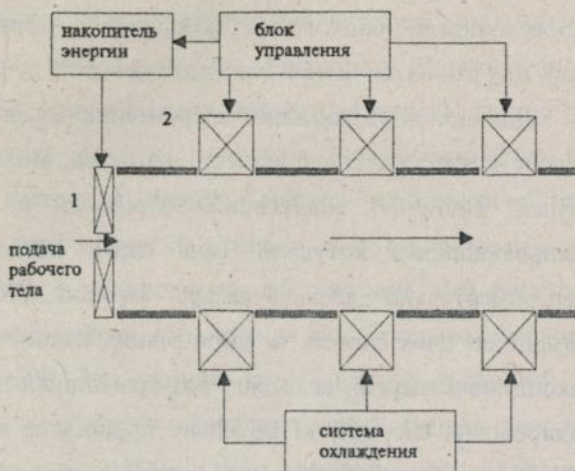 накопитель
энергии
блок
управления
2
1
подача
рабочего
тела
система
охлаждения